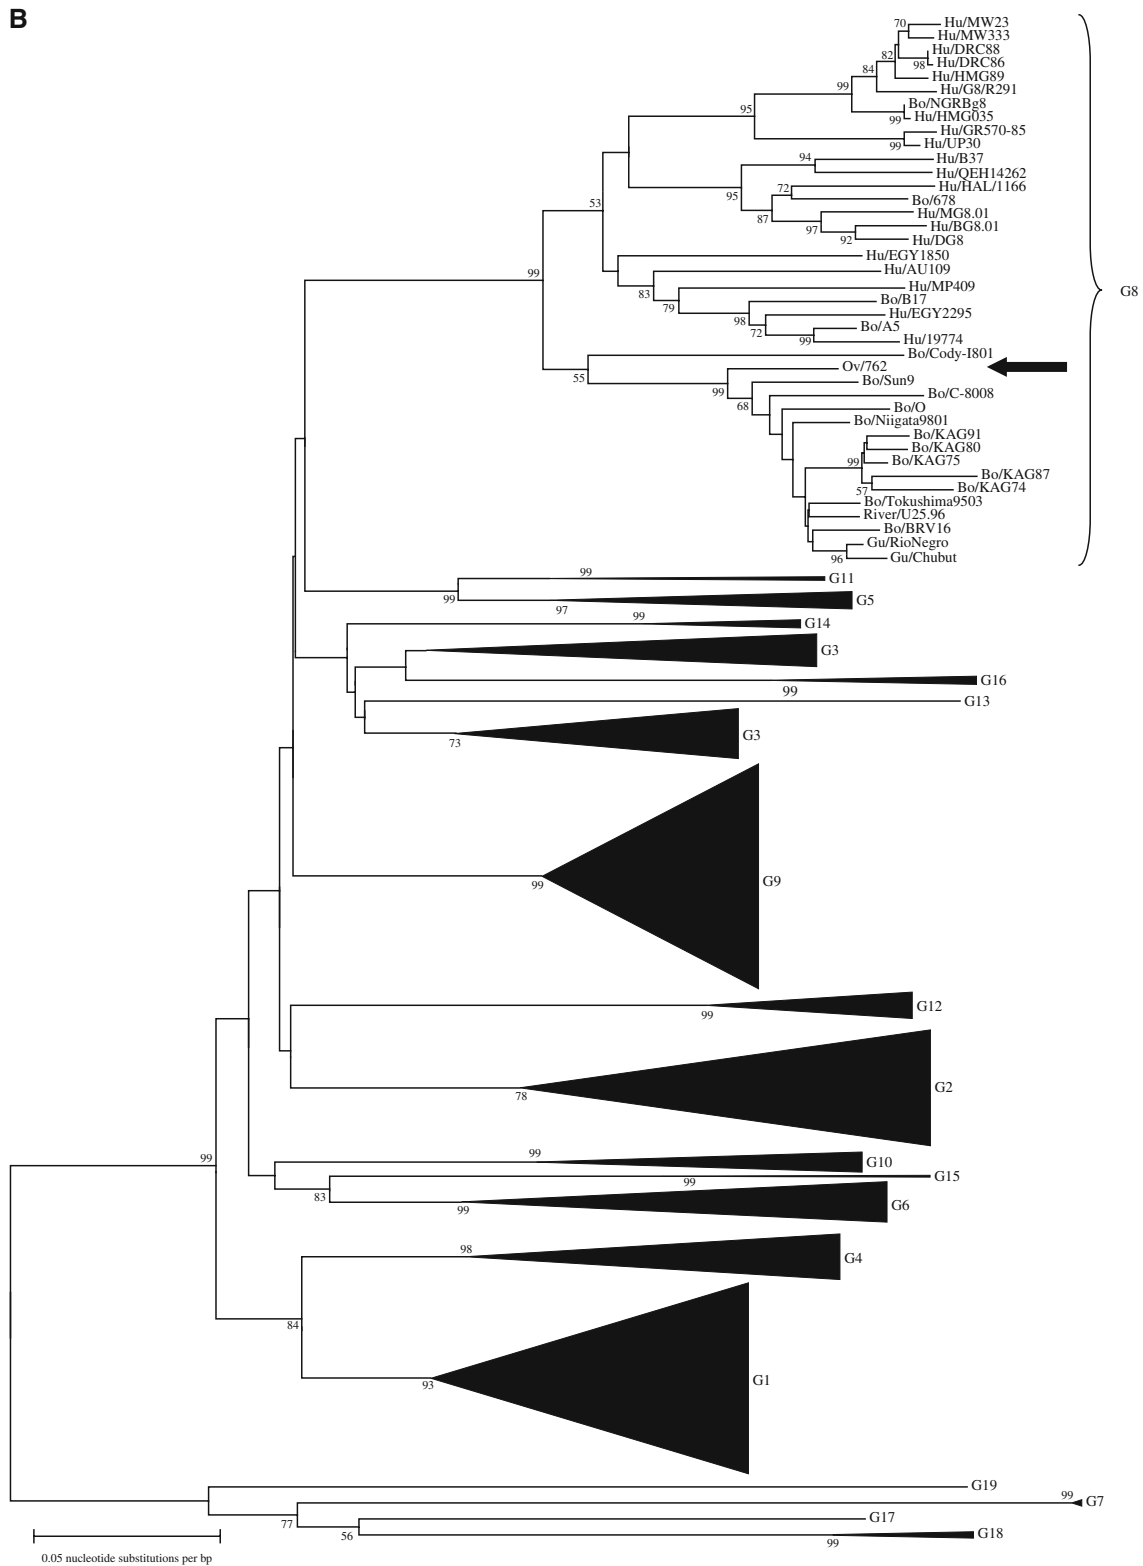 B
70
Hu/MW23
Hu/MW333
Hu/DRC88
82
98
Hu/DRC86
84
Hu/HMG89
99
Hu/G8/R291
Bo/NGRBg8
95
99
Hu/HMG035
Hu/GR570-85
99
Hu/UP30
94
Hu/B37
Hu/QEH14262
72
Hu/HAL/1166
95
Bo/678
53
87
Hu/MG8.01
97
Hu/BG8.01
92
Hu/DG8
Hu/EGY1850
99
Hu/AU109
83
Hu/MP409
G8
79
Bo/B17
98
Hu/EGY2295
72
Bo/A5
99
Hu/19774
Bo/Cody-I801
55
Ov/762
99
Bo/Sun9
68
Bo/C-8008
Bo/O
Bo/Niigata9801
Bo/KAG91
Bo/KAG80
99
Bo/KAG75
Bo/KAG87
57
Bo/KAG74
Bo/Tokushima9503
River/U25.96
Bo/BRV16
Gu/RioNegro
96
Gu/Chubut
99
G11
99
97
G5
99
G14
G3
G16
99
G13
73
G3
99
G9
99
G12
78
G2
99
99
G10
99
G15
83
99
G6
98
G4
84
93
G1
G19
99
G7
77
G17
56
99
G18
0.05 nucleotide substitutions per bp